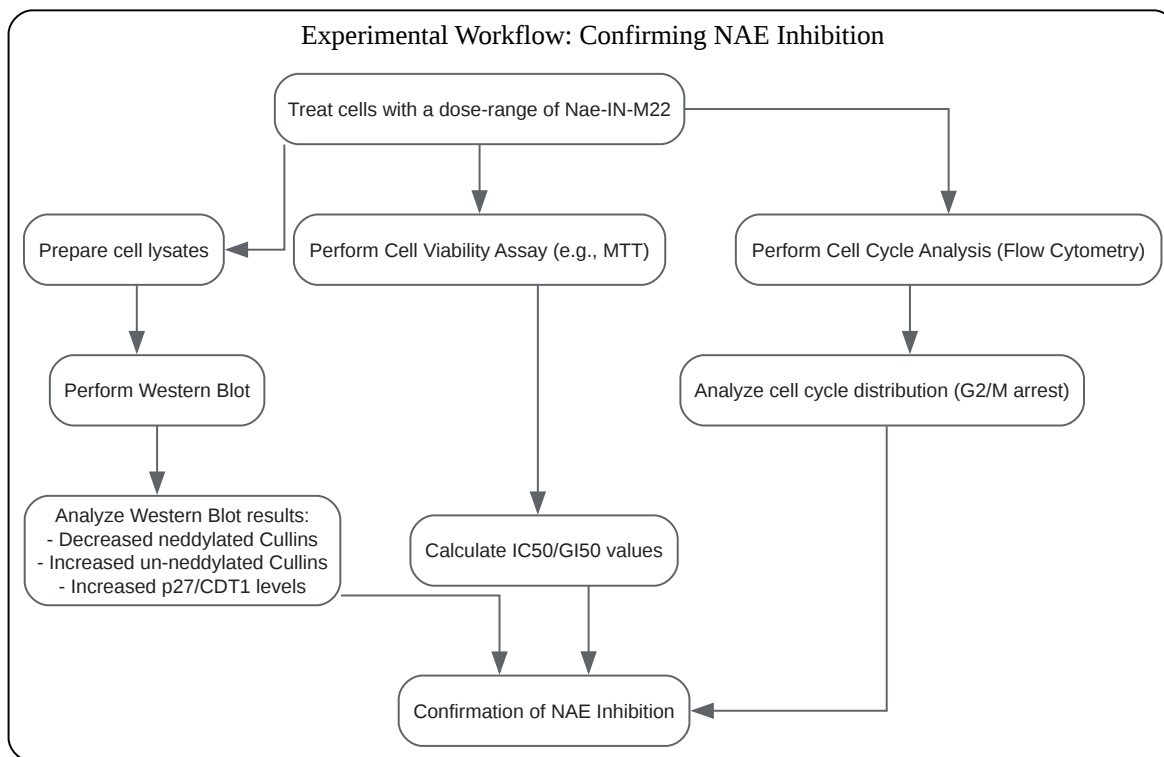 Experimental Workflow: Confirming NAE Inhibition
Treat cells with a dose-range of Nae-IN-M22
Prepare cell lysates
Perform Cell Viability Assay (e.g., MTT)
Perform Cell Cycle Analysis (Flow Cytometry)
Perform Western Blot
Analyze cell cycle distribution (G2/M arrest)
Analyze Western Blot results:
- Decreased neddylated Cullins
- Increased un-neddylated Cullins
- Increased p27/CDT1 levels
Calculate IC50/GI50 values
Confirmation of NAE Inhibition